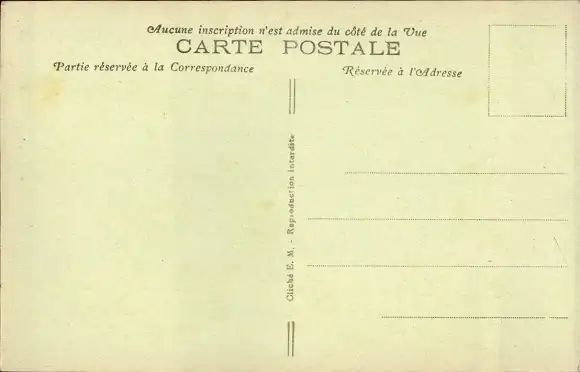 Aucune inscription n'est admise du côté de la Vue
CARTE POSTALE
Partie réservée à la Correspondance
Réservée à l'Adresse
Cliché E. M. - Reproduction interdite